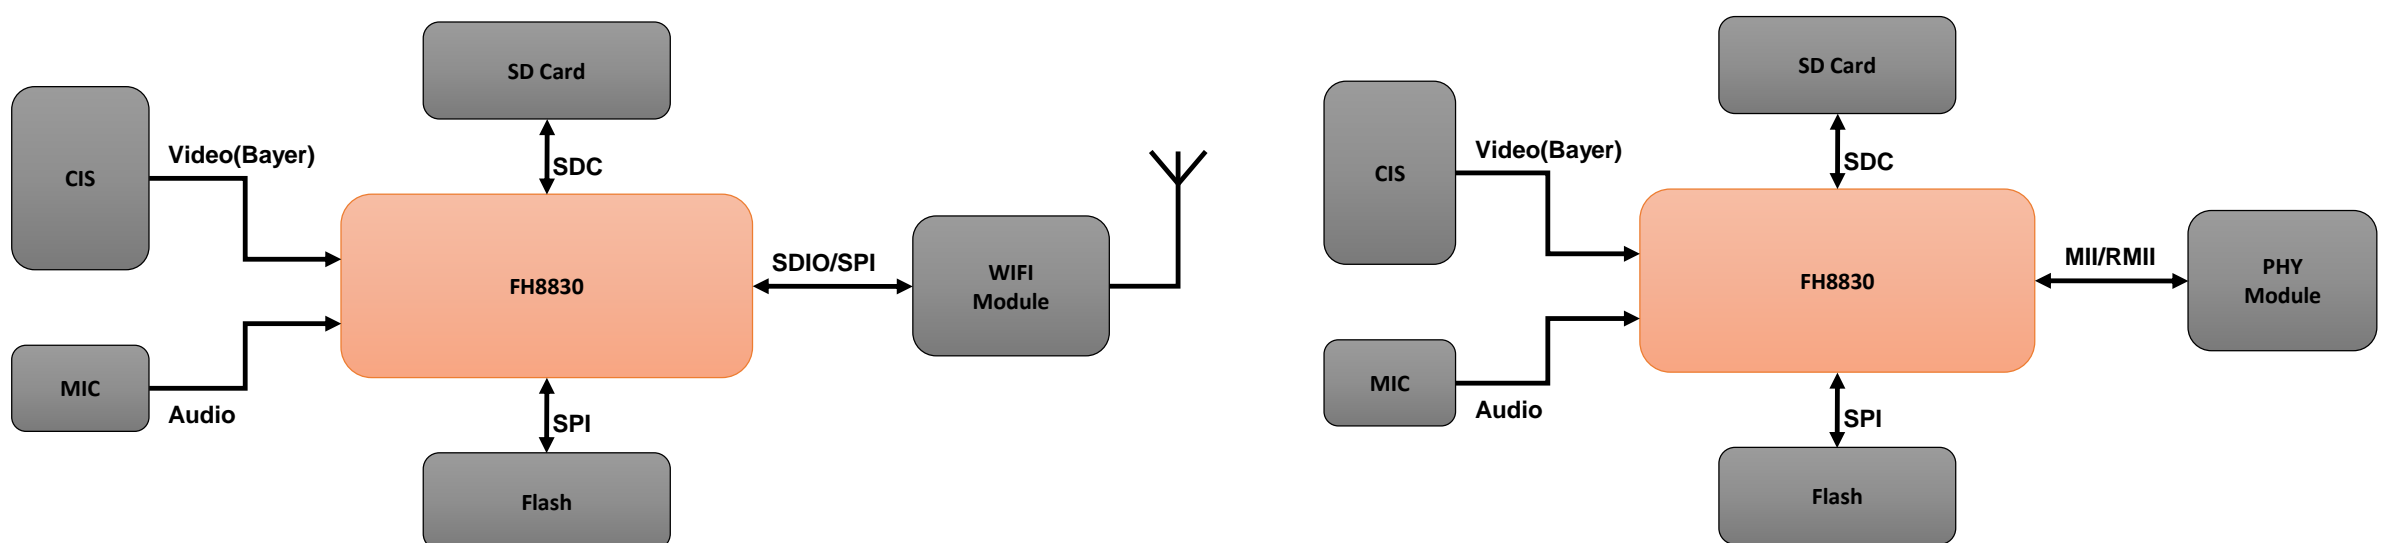 SD Card
CIS
Video(Bayer)
SDC
FH8830
SDIO/SPI
WIFI
Module
MIC
Audio
SPI
Flash
SD Card
CIS
Video(Bayer)
SDC
FH8830
MII/RMII
PHY
Module
MIC
Audio
SPI
Flash